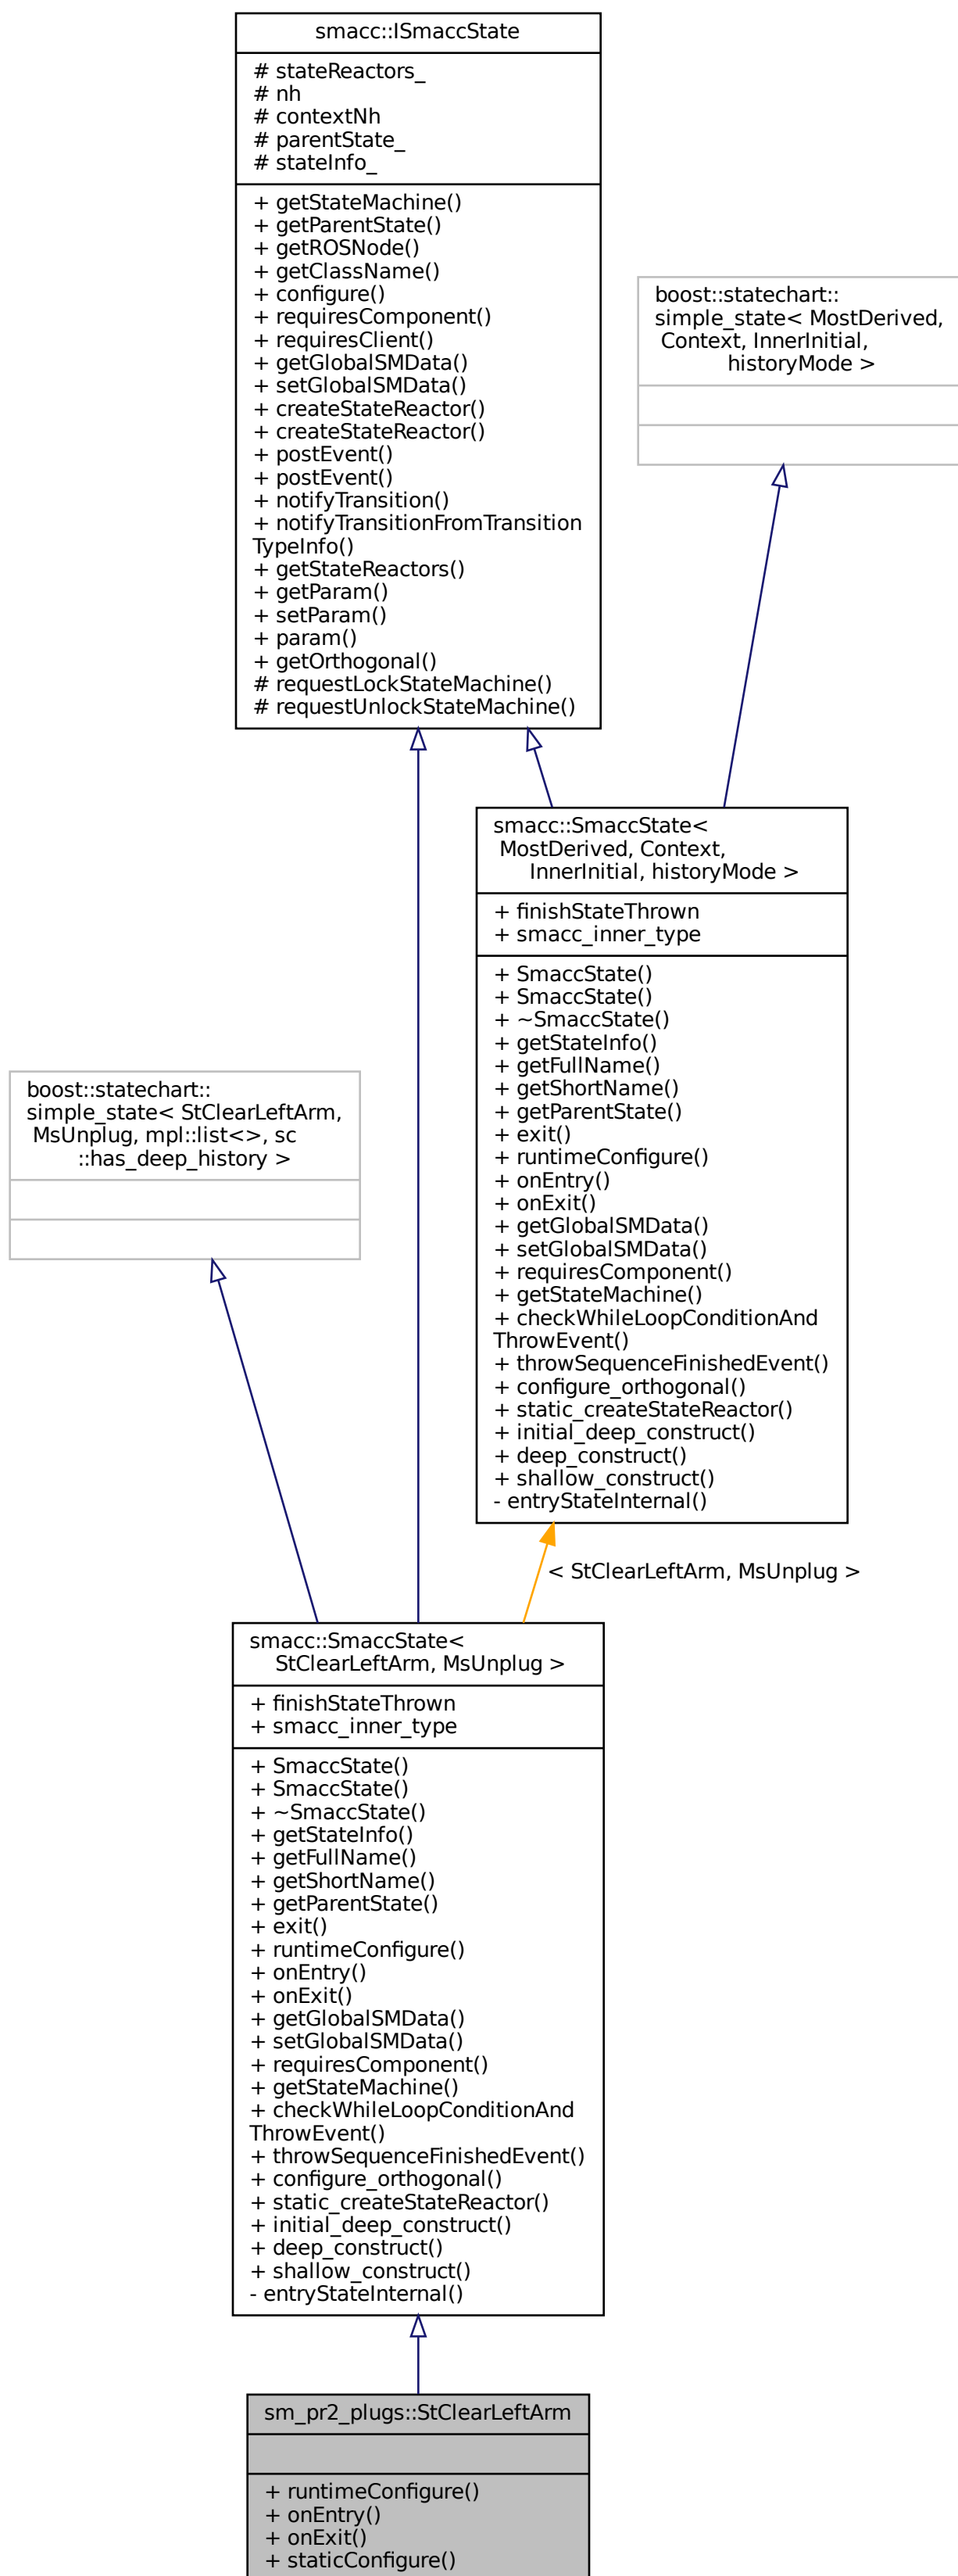 smacc::ISmaccState
# stateReactors_
# nh
# contextNh
# parentState_
# stateInfo_
+ getStateMachine()
+ getParentState()
+ getROSNode()
+ getClassName()
+ configure()
+ requiresComponent()
+ requiresClient()
+ getGlobalSMData()
+ setGlobalSMData()
+ createStateReactor()
+ createStateReactor()
+ postEvent()
+ postEvent()
+ notifyTransition()
+ notifyTransitionFromTransition
TypeInfo()
+ getStateReactors()
+ getParam()
+ setParam()
+ param()
+ getOrthogonal()
# requestLockStateMachine()
# requestUnlockStateMachine()
boost::statechart::
simple_state< MostDerived,
Context, InnerInitial,
historyMode >
smacc::SmaccState<
MostDerived, Context,
InnerInitial, historyMode >
+ finishStateThrown
+ smacc_inner_type
+ SmaccState()
+ SmaccState()
+ ~SmaccState()
+ getStateInfo()
+ getFullName()
+ getShortName()
+ getParentState()
+ exit()
+ runtimeConfigure()
+ onEntry()
+ onExit()
+ getGlobalSMData()
+ setGlobalSMData()
+ requiresComponent()
+ getStateMachine()
+ checkWhileLoopConditionAnd
ThrowEvent()
+ throwSequenceFinishedEvent()
+ configure_orthogonal()
+ static_createStateReactor()
+ initial_deep_construct()
+ deep_construct()
+ shallow_construct()
- entryStateInternal()
boost::statechart::
simple_state< StClearLeftArm,
MsUnplug, mpl::list<>, sc
::has_deep_history >
< StClearLeftArm, MsUnplug >
smacc::SmaccState<
StClearLeftArm, MsUnplug >
+ finishStateThrown
+ smacc_inner_type
+ SmaccState()
+ SmaccState()
+ ~SmaccState()
+ getStateInfo()
+ getFullName()
+ getShortName()
+ getParentState()
+ exit()
+ runtimeConfigure()
+ onEntry()
+ onExit()
+ getGlobalSMData()
+ setGlobalSMData()
+ requiresComponent()
+ getStateMachine()
+ checkWhileLoopConditionAnd
ThrowEvent()
+ throwSequenceFinishedEvent()
+ configure_orthogonal()
+ static_createStateReactor()
+ initial_deep_construct()
+ deep_construct()
+ shallow_construct()
- entryStateInternal()
sm_pr2_plugs::StClearLeftArm
+ runtimeConfigure()
+ onEntry()
+ onExit()
+ staticConfigure()